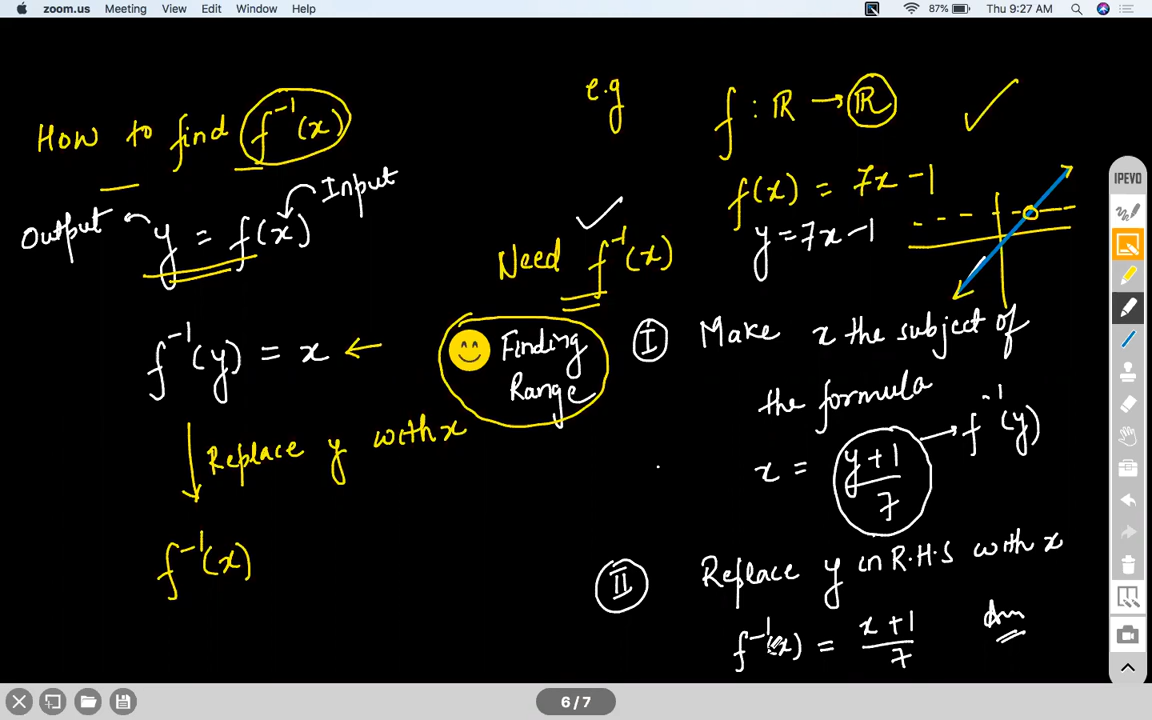 zoom.us Meeting View Edit Window Help 87% Thu 9:27 AM
How to find f⁻¹(x)
Output y = f(x) Input
f⁻¹(y) = x ←
Replace y with x
f⁻¹(x)
e.g f : ℝ → ℝ
f(x) = 7x -1
y = 7x -1
Need f⁻¹(x)
Finding
Range
I Make x the subject of
the formula
x = y+1/7 → f⁻¹(y)
II Replace y in R.H.S with x
f⁻¹(x) = x+1/7 Ans
IPEVO
6 / 7